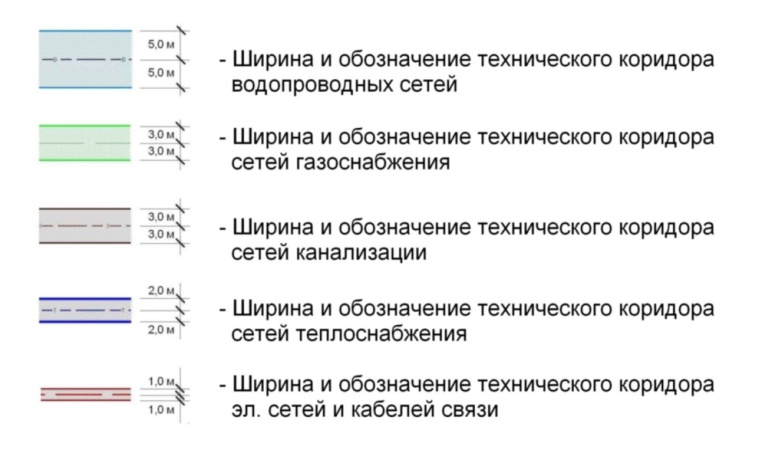 5,0 м
5,0 м
- Ширина и обозначение технического коридора
водопроводных сетей
3,0 м
3,0 м
- Ширина и обозначение технического коридора
сетей газоснабжения
3,0 м
3,0 м
- Ширина и обозначение технического коридора
сетей канализации
2,0 м
2,0 м
- Ширина и обозначение технического коридора
сетей теплоснабжения
1,0 м
1,0 м
- Ширина и обозначение технического коридора
эл. сетей и кабелей связи